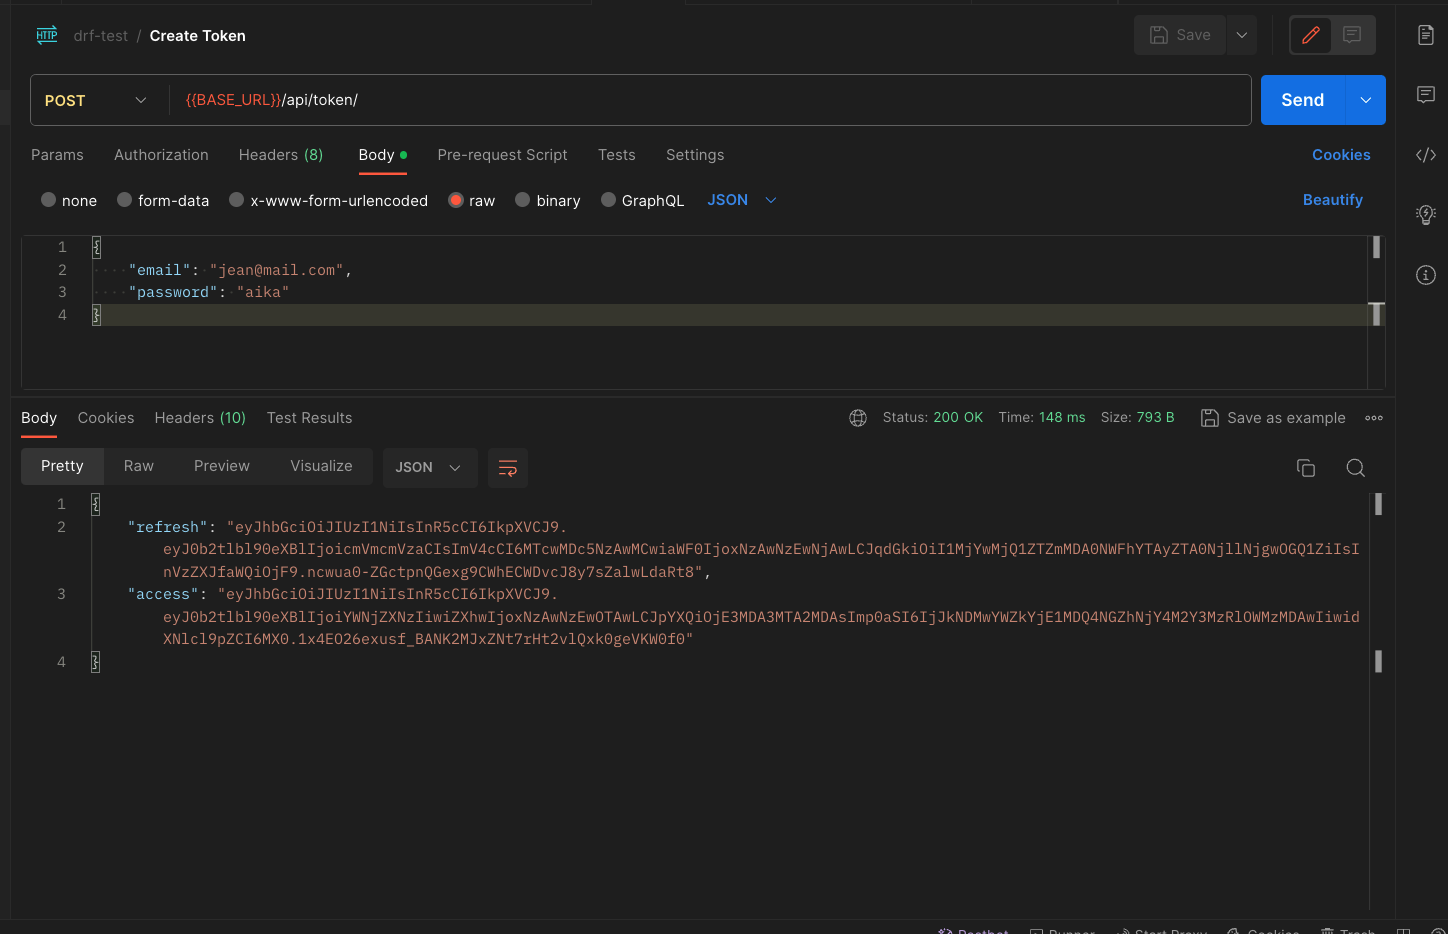 HTTP drf-test / Create Token Save
POST {{BASE_URL}}/api/token/ Send
Params Authorization Headers (8) Body Pre-request Script Tests Settings Cookies
none form-data x-www-form-urlencoded raw binary GraphQL JSON Beautify
1 {
2 "email": "jean@mail.com",
3 "password": "aika"
4 }
Body Cookies Headers (10) Test Results Status: 200 OK Time: 148 ms Size: 793 B Save as example
Pretty Raw Preview Visualize JSON
1 {
2 "refresh": "eyJhbGciOiJIUzI1NiIsInR5cCI6IkpXVCJ9.
eyJ0b2tlbl90eXBlIjoicmVmcmVzaCIsImV4cCI6MTcwMDc5NzAwMCwiaWF0IjoxNzAwNzEwNjAwLCJqdGkiOiI1MjYwMjQ1ZTZmMDA0NWFhYTAyZTA0NjllNjgwOGQ1ZiIsI
nVzZXJfaWQiOjF9.ncwua0-ZGctpnQGexg9CWhECWDvcJ8y7sZalwLdaRt8",
3 "access": "eyJhbGciOiJIUzI1NiIsInR5cCI6IkpXVCJ9.
eyJ0b2tlbl90eXBlIjoiYWNjZXNzIiwiZXhwIjoxNzAwNzEwOTAwLCJpYXQiOjE3MDA3MTA2MDAsImp0aSI6IjJkNDMwYWZkYjE1MDQ4NGZhNjY4M2Y3MzRlOWMzMDAwIiwid
XNlcl9pZCI6MX0.1x4EO26exusf_BANK2MJxZNt7rHt2vlQxk0geVKW0f0"
4 }
Postbot Runner Start Proxy Cookies Trash